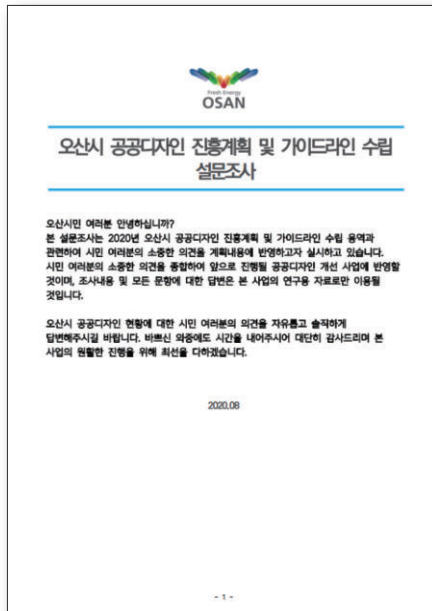 Fresh Energy
OSAN
오산시 공공디자인 진흥계획 및 가이드라인 수립
설문조사
오산시민 여러분 안녕하십니까?
본 설문조사는 2020년 오산시 공공디자인 진흥계획 및 가이드라인 수립 용역과
관련하여 시민 여러분의 소중한 의견을 계획내용에 반영하고자 실시하고 있습니다.
시민 여러분의 소중한 의견을 종합하여 앞으로 진행될 공공디자인 개선 사업에 반영할
것이며, 조사내용 및 모든 문항에 대한 답변은 본 사업의 연구용 자료로만 이용될
것입니다.
오산시 공공디자인 현황에 대한 시민 여러분의 의견을 자유롭고 솔직하게
답변해주시길 바랍니다. 바쁘신 와중에도 시간을 내어주시어 대단히 감사드리며 본
사업의 원활한 진행을 위해 최선을 다하겠습니다.
2020.08
- 1 -